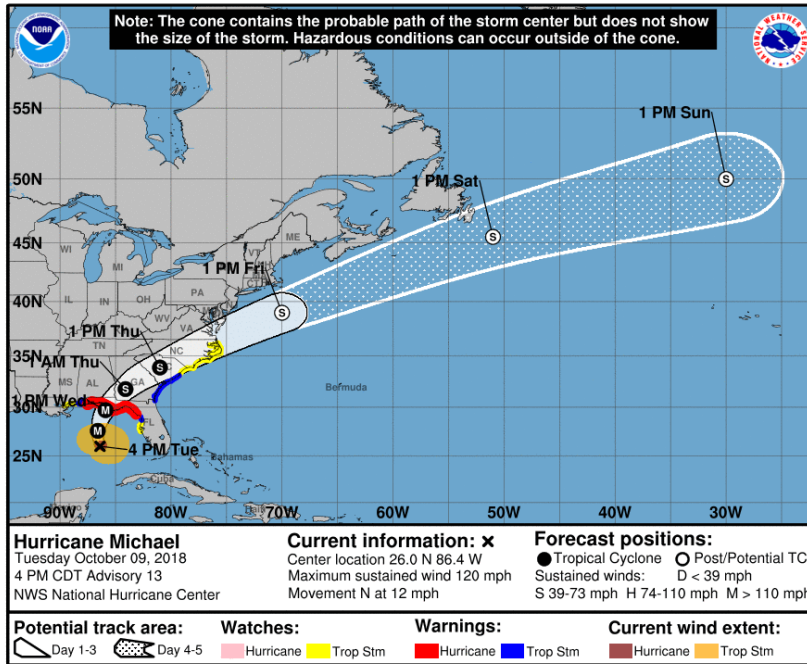 Note: The cone contains the probable path of the storm center but does not show
the size of the storm. Hazardous conditions can occur outside of the cone.
NOAA
NATIONAL WEATHER SERVICE
55N
50N
45N
40N
35N
30N
25N
1 PM Sun
1 PM Sat
1 PM Fri
1 PM Thu
1 AM Thu
1 PM Wed
4 PM Tue
S
S
S
S
S
M
M
WI
MI
IL
IN
OH
PA
ME
VT
CT
WV
VA
TN
NC
MS
AL
GA
FL
Bermuda
Bahamas
Cuba
90W
80W
70W
60W
50W
40W
30W
Hurricane Michael
Tuesday October 09, 2018
4 PM CDT Advisory 13
NWS National Hurricane Center
Current information: ×
Center location 26.0 N 86.4 W
Maximum sustained wind 120 mph
Movement N at 12 mph
Forecast positions:
Tropical Cyclone Post/Potential TC
Sustained winds: D < 39 mph
S 39-73 mph H 74-110 mph M > 110 mph
Potential track area:
Day 1-3 Day 4-5
Watches:
Hurricane Trop Stm
Warnings:
Hurricane Trop Stm
Current wind extent:
Hurricane Trop Stm